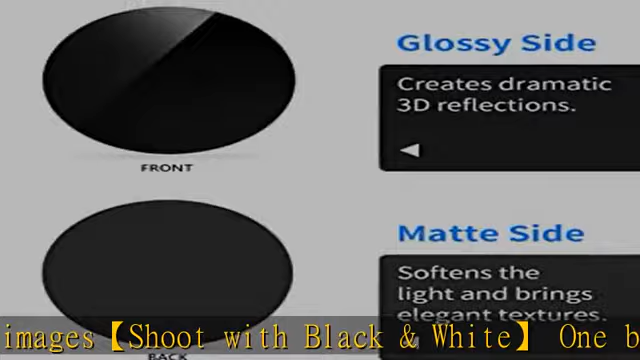 Glossy Side
Creates dramatic
3D reflections.
FRONT
Matte Side
Softens the
light and brings
elegant textures.
BACK
images【Shoot with Black & White】 One b